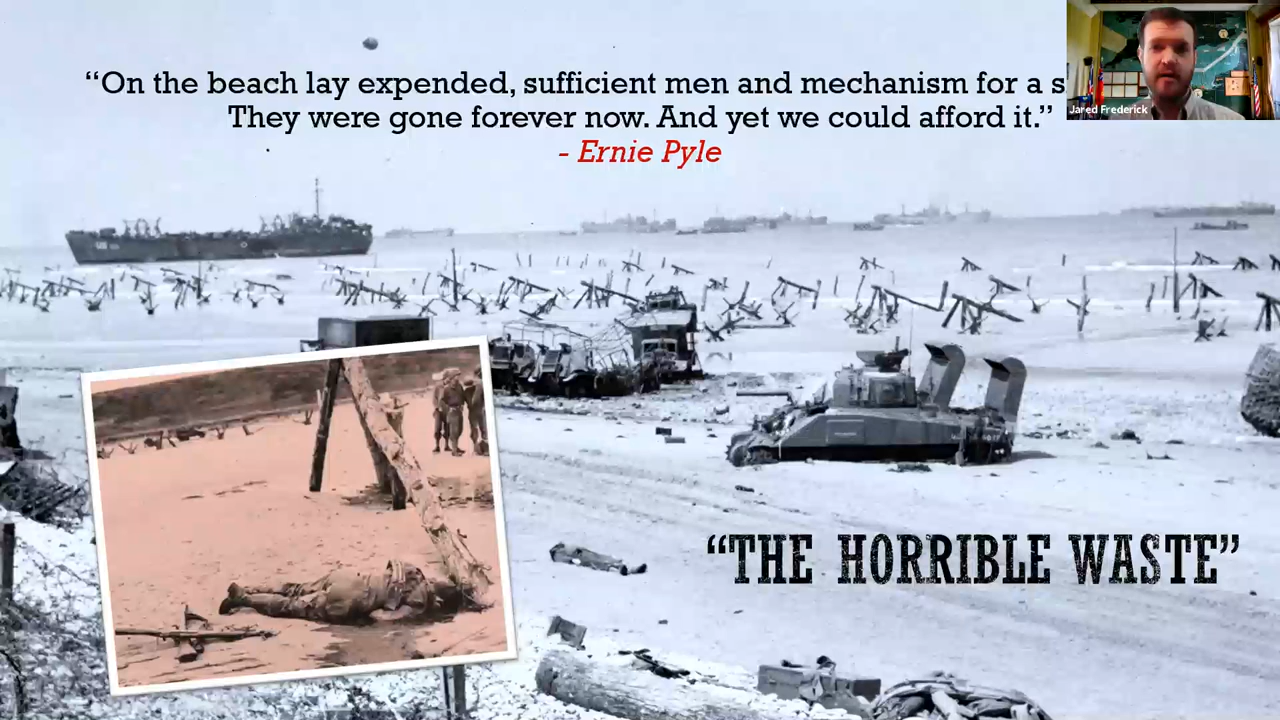 “On the beach lay expended, sufficient men and mechanism for a s
They were gone forever now. And yet we could afford it.”
- Ernie Pyle
Jared Frederick
“THE HORRIBLE WASTE”